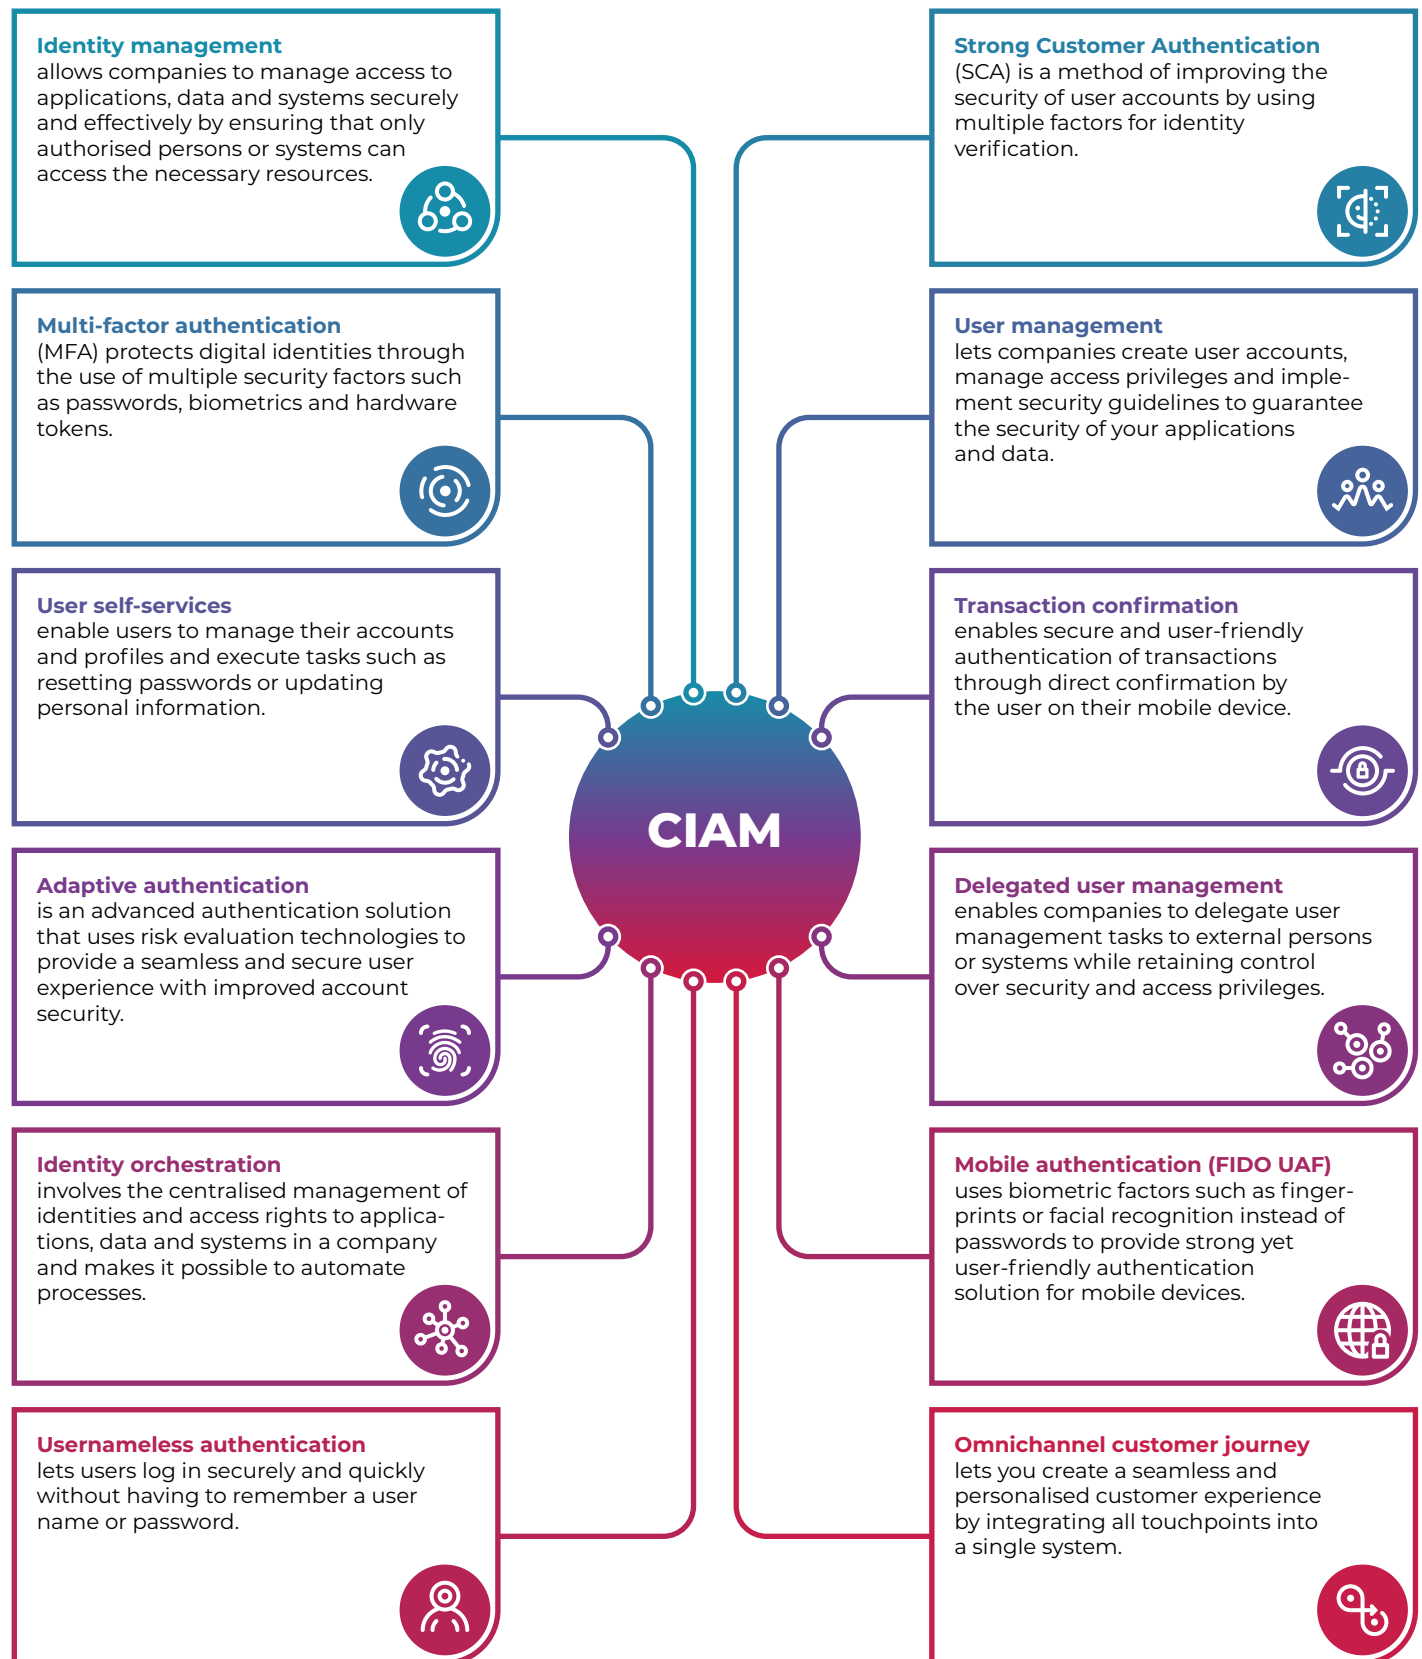 Identity management
allows companies to manage access to
applications, data and systems securely
and effectively by ensuring that only
authorised persons or systems can
access the necessary resources.
Strong Customer Authentication
(SCA) is a method of improving the
security of user accounts by using
multiple factors for identity
verification.
Multi-factor authentication
(MFA) protects digital identities through
the use of multiple security factors such
as passwords, biometrics and hardware
tokens.
User management
lets companies create user accounts,
manage access privileges and imple-
ment security guidelines to guarantee
the security of your applications
and data.
User self-services
enable users to manage their accounts
and profiles and execute tasks such as
resetting passwords or updating
personal information.
Transaction confirmation
enables secure and user-friendly
authentication of transactions
through direct confirmation by
the user on their mobile device.
CIAM
Adaptive authentication
is an advanced authentication solution
that uses risk evaluation technologies to
provide a seamless and secure user
experience with improved account
security.
Delegated user management
enables companies to delegate user
management tasks to external persons
or systems while retaining control
over security and access privileges.
Identity orchestration
involves the centralised management of
identities and access rights to applica-
tions, data and systems in a company
and makes it possible to automate
processes.
Mobile authentication (FIDO UAF)
uses biometric factors such as finger-
prints or facial recognition instead of
passwords to provide strong yet
user-friendly authentication
solution for mobile devices.
Usernameless authentication
lets users log in securely and quickly
without having to remember a user
name or password.
Omnichannel customer journey
lets you create a seamless and
personalised customer experience
by integrating all touchpoints into
a single system.